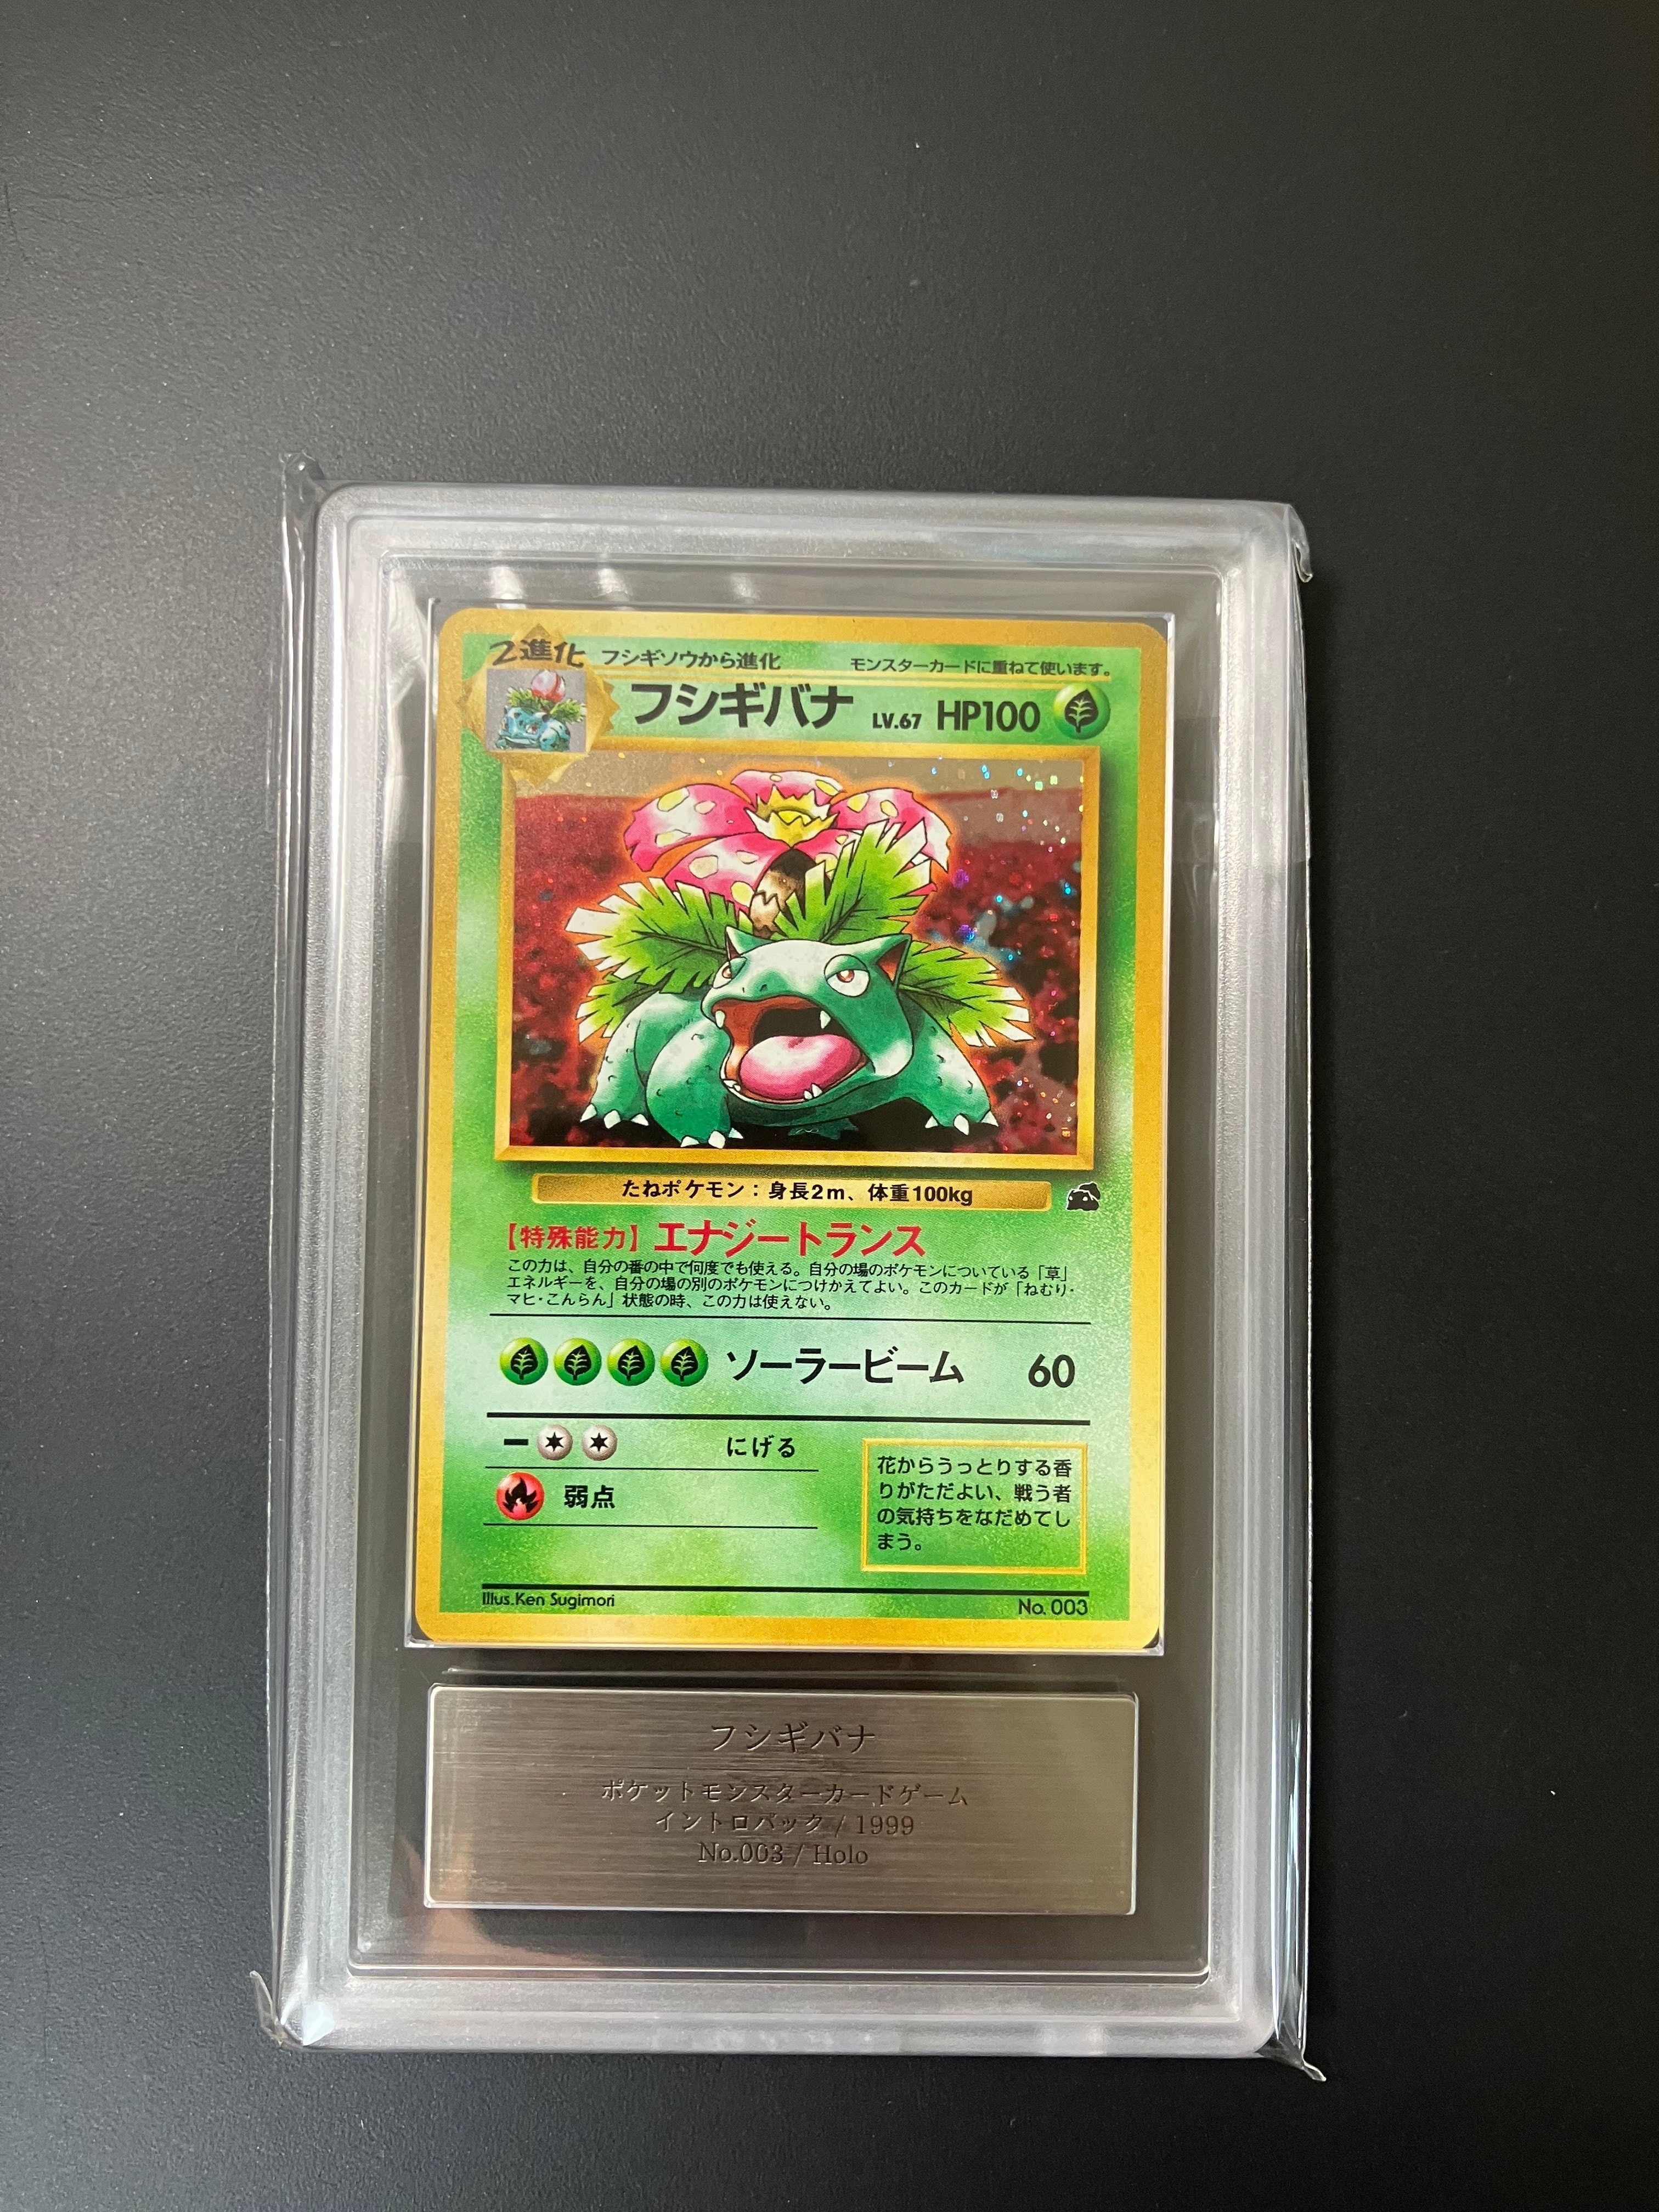 2進化
フシギソウから進化
モンスターカードに重ねて使います。
フシギバナ LV.67 HP100
たねポケモン：身長2m、体重100kg
【特殊能力】エナジートランス
この力は、自分の番の中で何度でも使える。自分の場のポケモンについている「草」
エネルギーを、自分の場の別のポケモンにつけかえてよい。このカードが「ねむり・
マヒ・こんらん」状態の時、この力は使えない。
ソーラービーム 60
ー にげる
弱点
花からうっとりする香
りがただよい、戦う者
の気持ちをなだめてし
まう。
Illus.Ken Sugimori
No. 003
フシギバナ
ポケットモンスターカードゲーム
イントロパック / 1999
No.003 / Holo